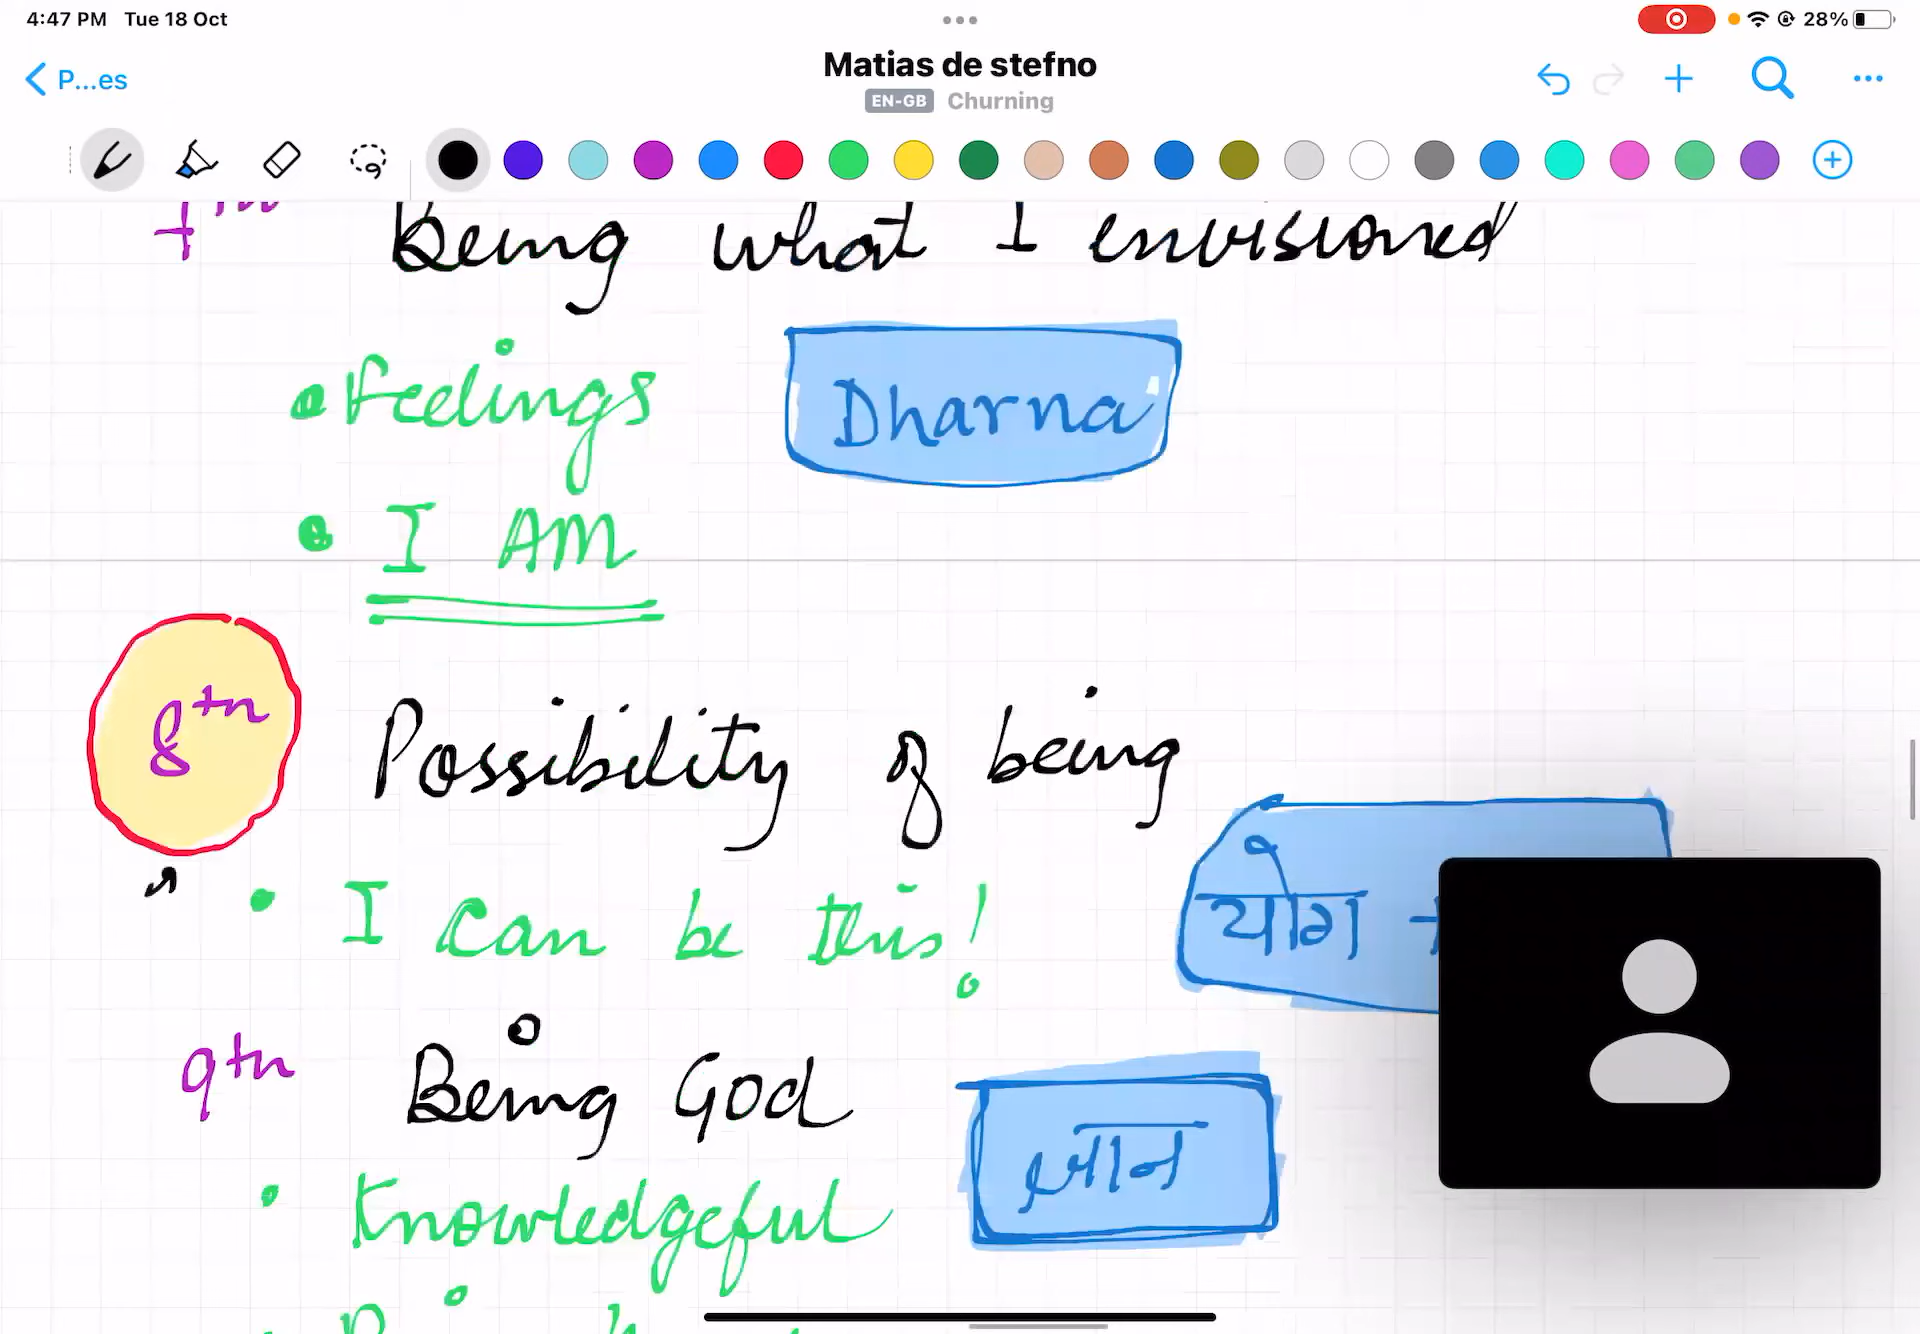 4:47 PM Tue 18 Oct
28%
Matias de stefno
P...es
EN-GB Churning
Being what I envisioned
Feelings
Dharna
I AM
8th Possibility of being
I can be this!
योग +
9th Being God
ज्ञान
Knowledgeful